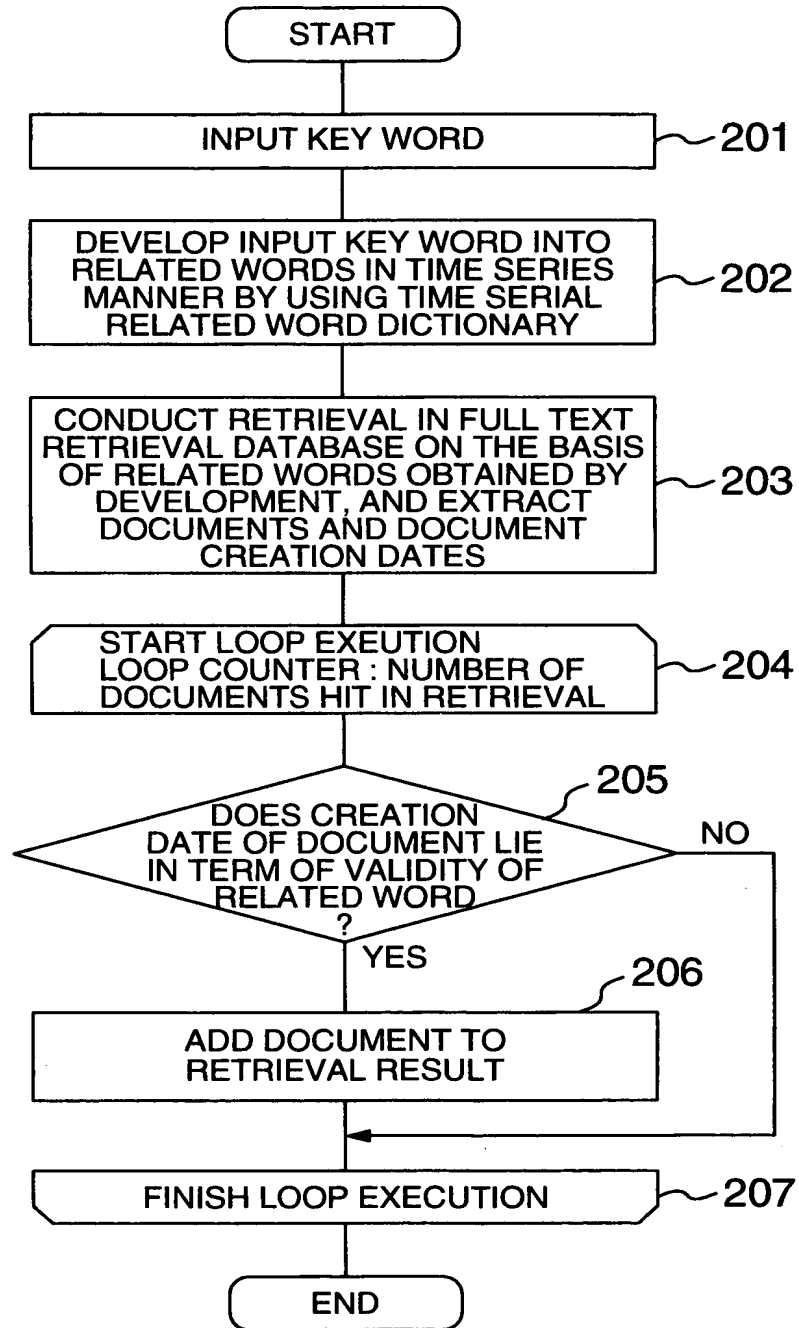 START
INPUT KEY WORD
201
DEVELOP INPUT KEY WORD INTO
RELATED WORDS IN TIME SERIES
MANNER BY USING TIME SERIAL
RELATED WORD DICTIONARY
202
CONDUCT RETRIEVAL IN FULL TEXT
RETRIEVAL DATABASE ON THE BASIS
OF RELATED WORDS OBTAINED BY
DEVELOPMENT, AND EXTRACT
DOCUMENTS AND DOCUMENT
CREATION DATES
203
START LOOP EXEUTION
LOOP COUNTER : NUMBER OF
DOCUMENTS HIT IN RETRIEVAL
204
205
DOES CREATION
DATE OF DOCUMENT LIE
IN TERM OF VALIDITY OF
RELATED WORD
?
NO
YES
206
ADD DOCUMENT TO
RETRIEVAL RESULT
FINISH LOOP EXECUTION
207
END